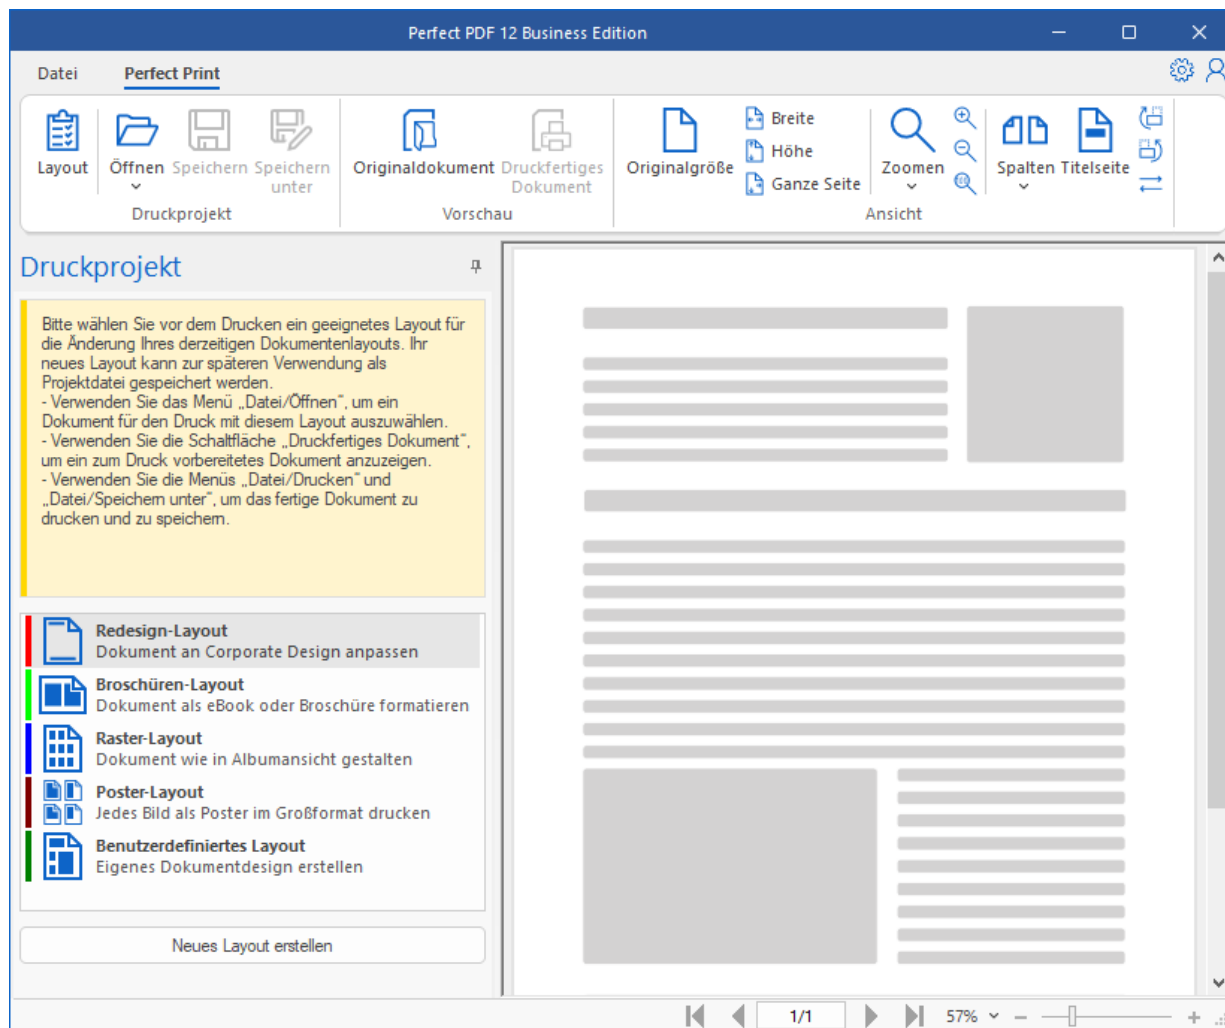 Perfect PDF 12 Business Edition
Datei
Perfect Print
Layout
Öffnen
Speichern
Speichern
unter
Druckprojekt
Originaldokument
Druckfertiges
Dokument
Vorschau
Originalgröße
Breite
Höhe
Ganze Seite
Zoomen
Spalten
Titelseite
Ansicht
Druckprojekt
Bitte wählen Sie vor dem Drucken ein geeignetes Layout für
die Änderung Ihres derzeitigen Dokumentenlayouts. Ihr
neues Layout kann zur späteren Verwendung als
Projektdatei gespeichert werden.
- Verwenden Sie das Menü „Datei/Öffnen“, um ein
Dokument für den Druck mit diesem Layout auszuwählen.
- Verwenden Sie die Schaltfläche „Druckfertiges Dokument“,
um ein zum Druck vorbereitetes Dokument anzuzeigen.
- Verwenden Sie die Menüs „Datei/Drucken“ und
„Datei/Speichern unter“, um das fertige Dokument zu
drucken und zu speichern.
Redesign-Layout
Dokument an Corporate Design anpassen
Broschüren-Layout
Dokument als eBook oder Broschüre formatieren
Raster-Layout
Dokument wie in Albumansicht gestalten
Poster-Layout
Jedes Bild als Poster im Großformat drucken
Benutzerdefiniertes Layout
Eigenes Dokumentdesign erstellen
Neues Layout erstellen
1/1
57%